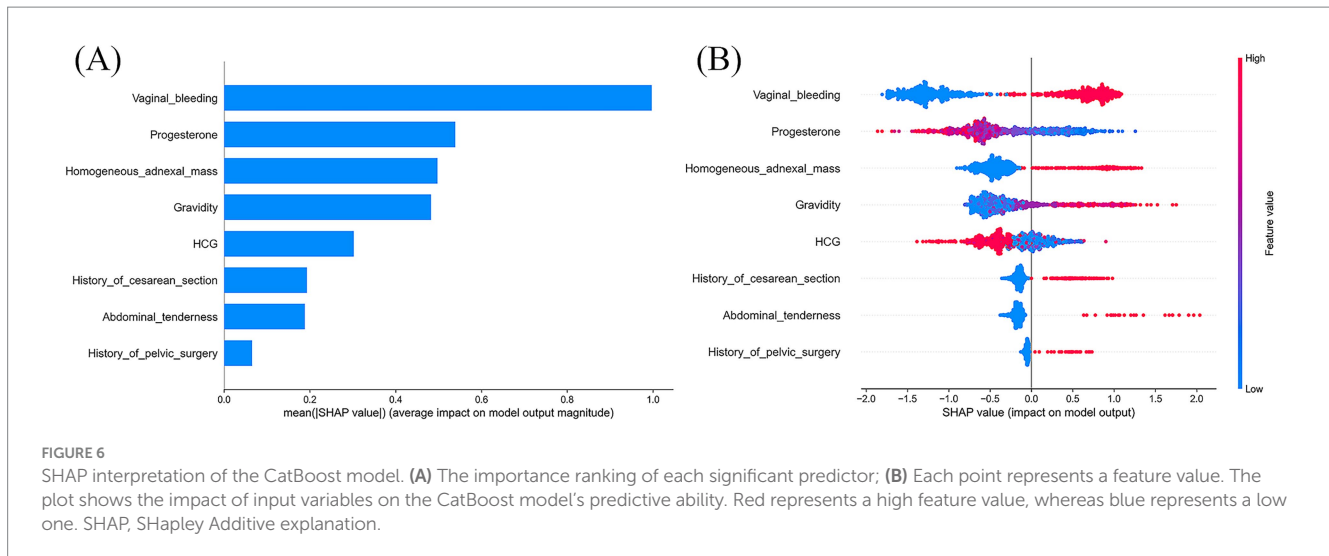 (A)
Vaginal_bleeding
Progesterone
Homogeneous_adnexal_mass
Gravidity
HCG
History_of_cesarean_section
Abdominal_tenderness
History_of_pelvic_surgery
0.0 0.2 0.4 0.6 0.8 1.0
mean(|SHAP value|) (average impact on model output magnitude)
(B)
Vaginal_bleeding
Progesterone
Homogeneous_adnexal_mass
Gravidity
HCG
History_of_cesarean_section
Abdominal_tenderness
History_of_pelvic_surgery
−2.0 −1.5 −1.0 −0.5 0.0 0.5 1.0 1.5 2.0
SHAP value (impact on model output)
High
Feature value
Low
FIGURE 6
SHAP interpretation of the CatBoost model. (A) The importance ranking of each significant predictor; (B) Each point represents a feature value. The
plot shows the impact of input variables on the CatBoost model's predictive ability. Red represents a high feature value, whereas blue represents a low
one. SHAP, SHapley Additive explanation.